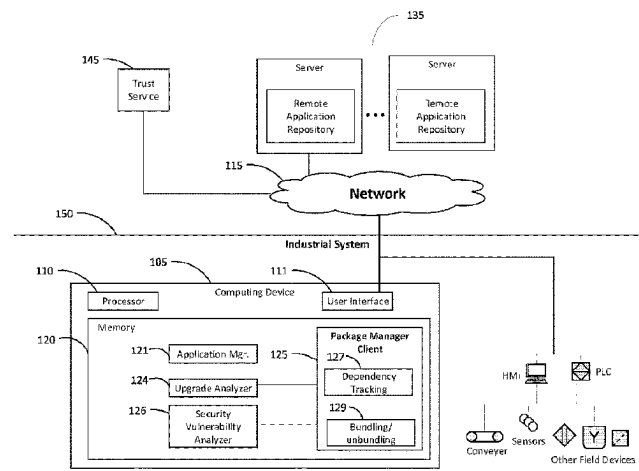 135
145
Trust
Service
Server
Remote
Application
Repository
Server
Remote
Application
Repository
115
Network
150
Industrial System
105
110
111
Computing Device
Processor
User Interface
120
Memory
121
Application Mgr.
125
Package Manager
Client
127
Dependency
Tracking
124
Upgrade Analyzer
126
Security
Vulnerability
Analyzer
129
Bundling/
unbundling
HMI
PLC
Conveyer
Sensors
Y
Other Field Devices